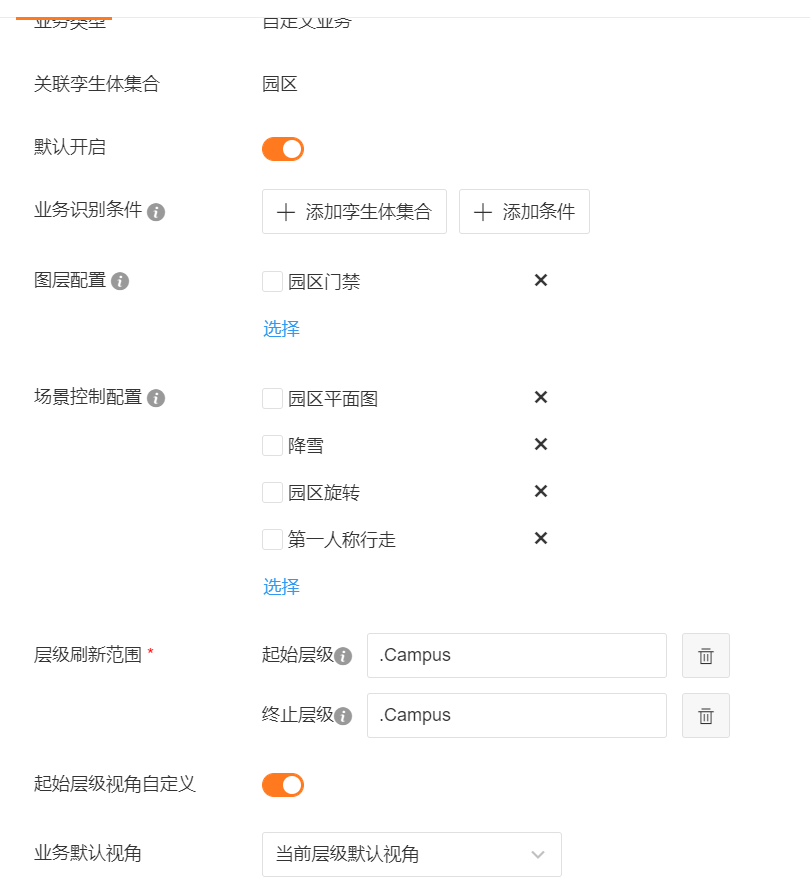 业务类型
自定义业务
关联孪生体集合
园区
默认开启
业务识别条件
添加孪生体集合
添加条件
图层配置
园区门禁
选择
场景控制配置
园区平面图
降雪
园区旋转
第一人称行走
选择
层级刷新范围 *
起始层级
.Campus
终止层级
.Campus
起始层级视角自定义
业务默认视角
当前层级默认视角